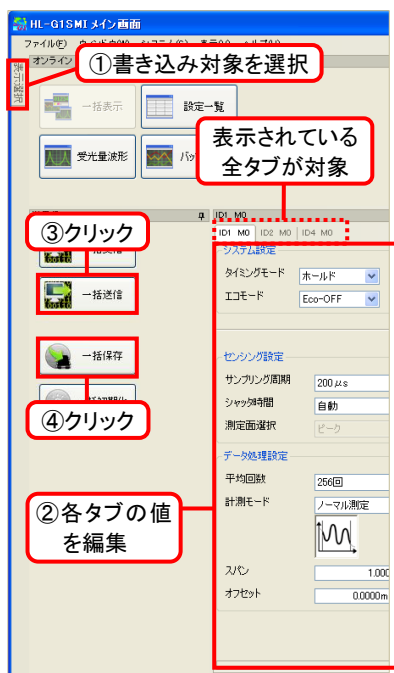 HL-G1SMI メイン画面
ファイル(F)
オンライン
①書き込み対象を選択
表示選択
一括表示
設定一覧
受光量波形
バッ
表示されている
全タブが対象
ID1 M0
ID1 M0 ID2 M0 ID4 M0
③クリック
システム設定
タイミングモード ホールド
エコモード Eco-OFF
一括送信
センシング設定
一括保存
サンプリング周期 200μs
シャッタ時間 自動
測定面選択 ピーク
④クリック
データ処理設定
平均回数 256回
計測モード ノーマル測定
②各タブの値
を編集
スパン 1.000
オフセット 0.0000m